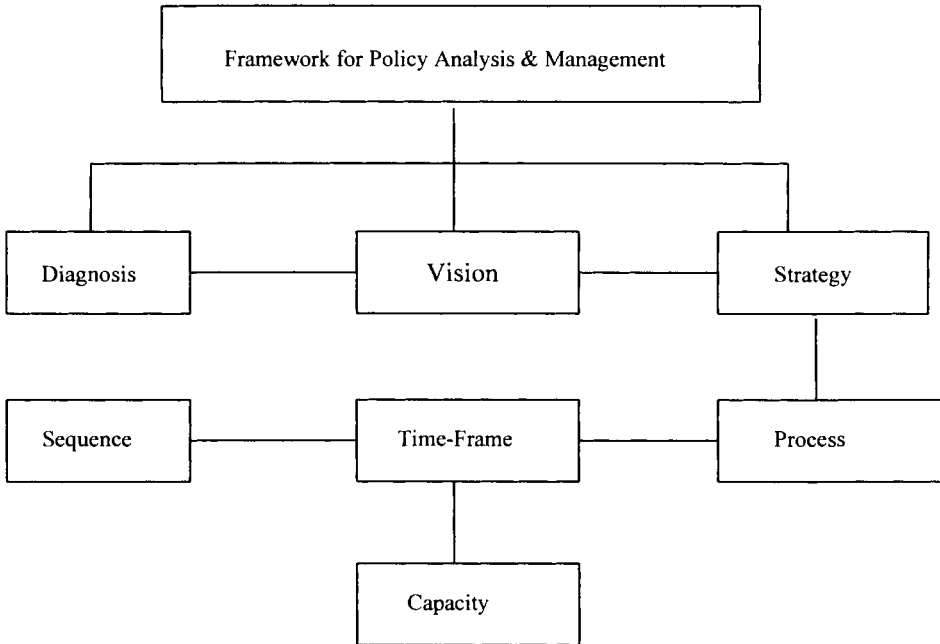 Framework for Policy Analysis & Management
Diagnosis
Vision
Strategy
Sequence
Time-Frame
Process
Capacity